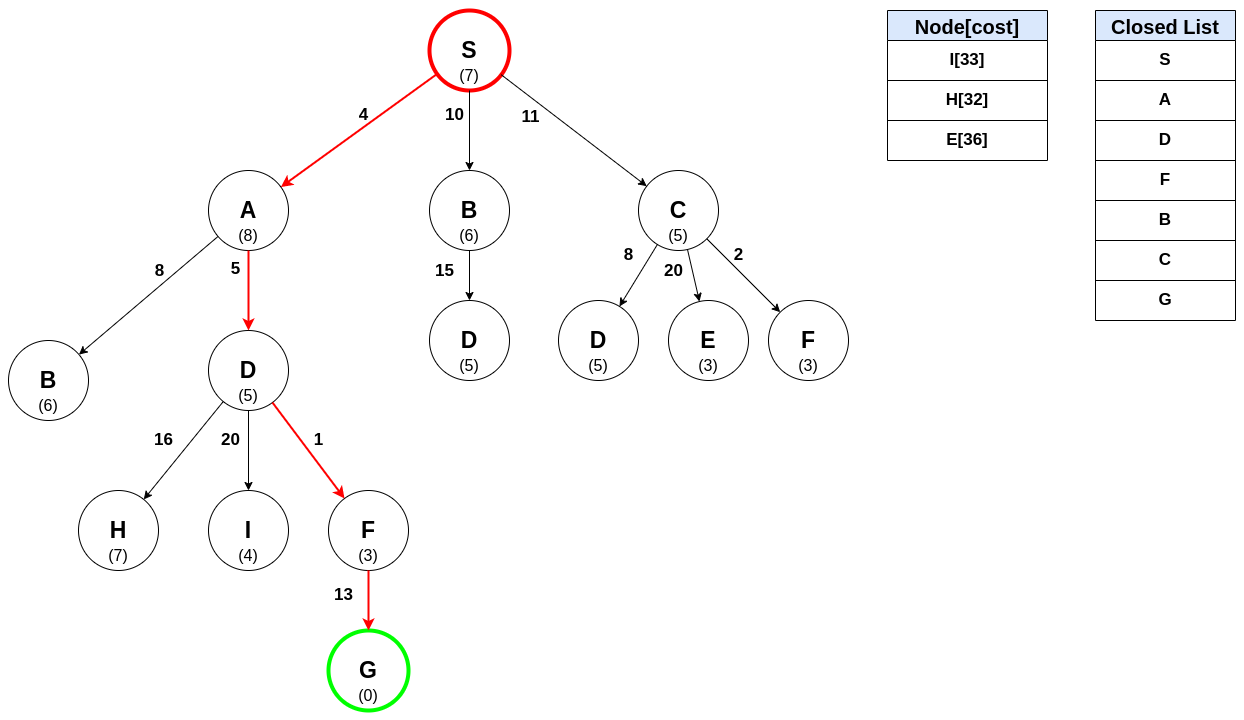 S
(7)
4
10
11
A
(8)
B
(6)
C
(5)
8
5
15
8
20
2
B
(6)
D
(5)
D
(5)
D
(5)
E
(3)
F
(3)
16
20
1
H
(7)
I
(4)
F
(3)
13
G
(0)
Node[cost]
I[33]
H[32]
E[36]
Closed List
S
A
D
F
B
C
G